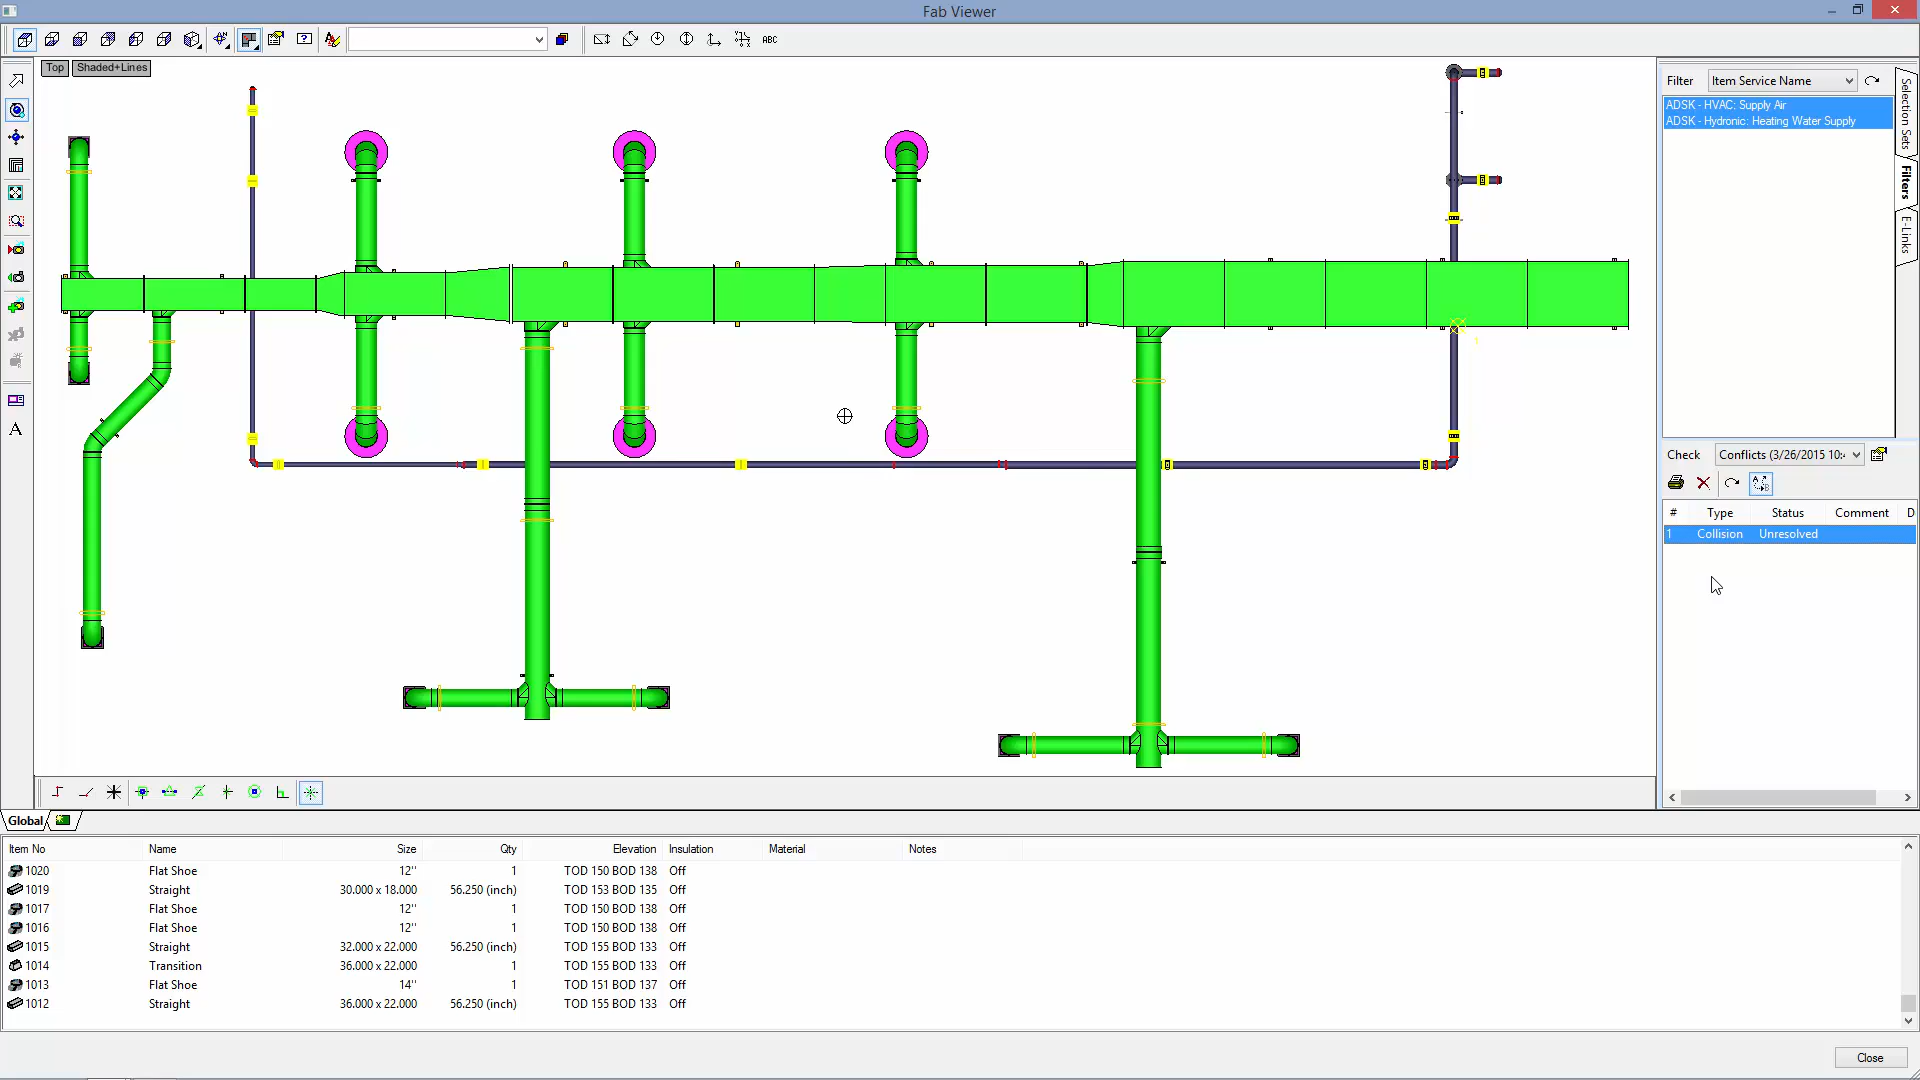 Fab Viewer
ABC
Top
Shaded+Lines
Filter
Item Service Name
ADSK - HVAC: Supply Air
ADSK - Hydronic: Heating Water Supply
Selection Sets
Filters
E-Links
1
Check
Conflicts (3/26/2015 10:
# Type Status Comment D
1 Collision Unresolved
A
Global
Item No Name Size Qty Elevation Insulation Material Notes
1020 Flat Shoe 12'' 1 TOD 150 BOD 138 Off
1019 Straight 30.000 x 18.000 56.250 (inch) TOD 153 BOD 135 Off
1017 Flat Shoe 12'' 1 TOD 150 BOD 138 Off
1016 Flat Shoe 12'' 1 TOD 150 BOD 138 Off
1015 Straight 32.000 x 22.000 56.250 (inch) TOD 155 BOD 133 Off
1014 Transition 36.000 x 22.000 1 TOD 155 BOD 133 Off
1013 Flat Shoe 14'' 1 TOD 151 BOD 137 Off
1012 Straight 36.000 x 22.000 56.250 (inch) TOD 155 BOD 133 Off
Close